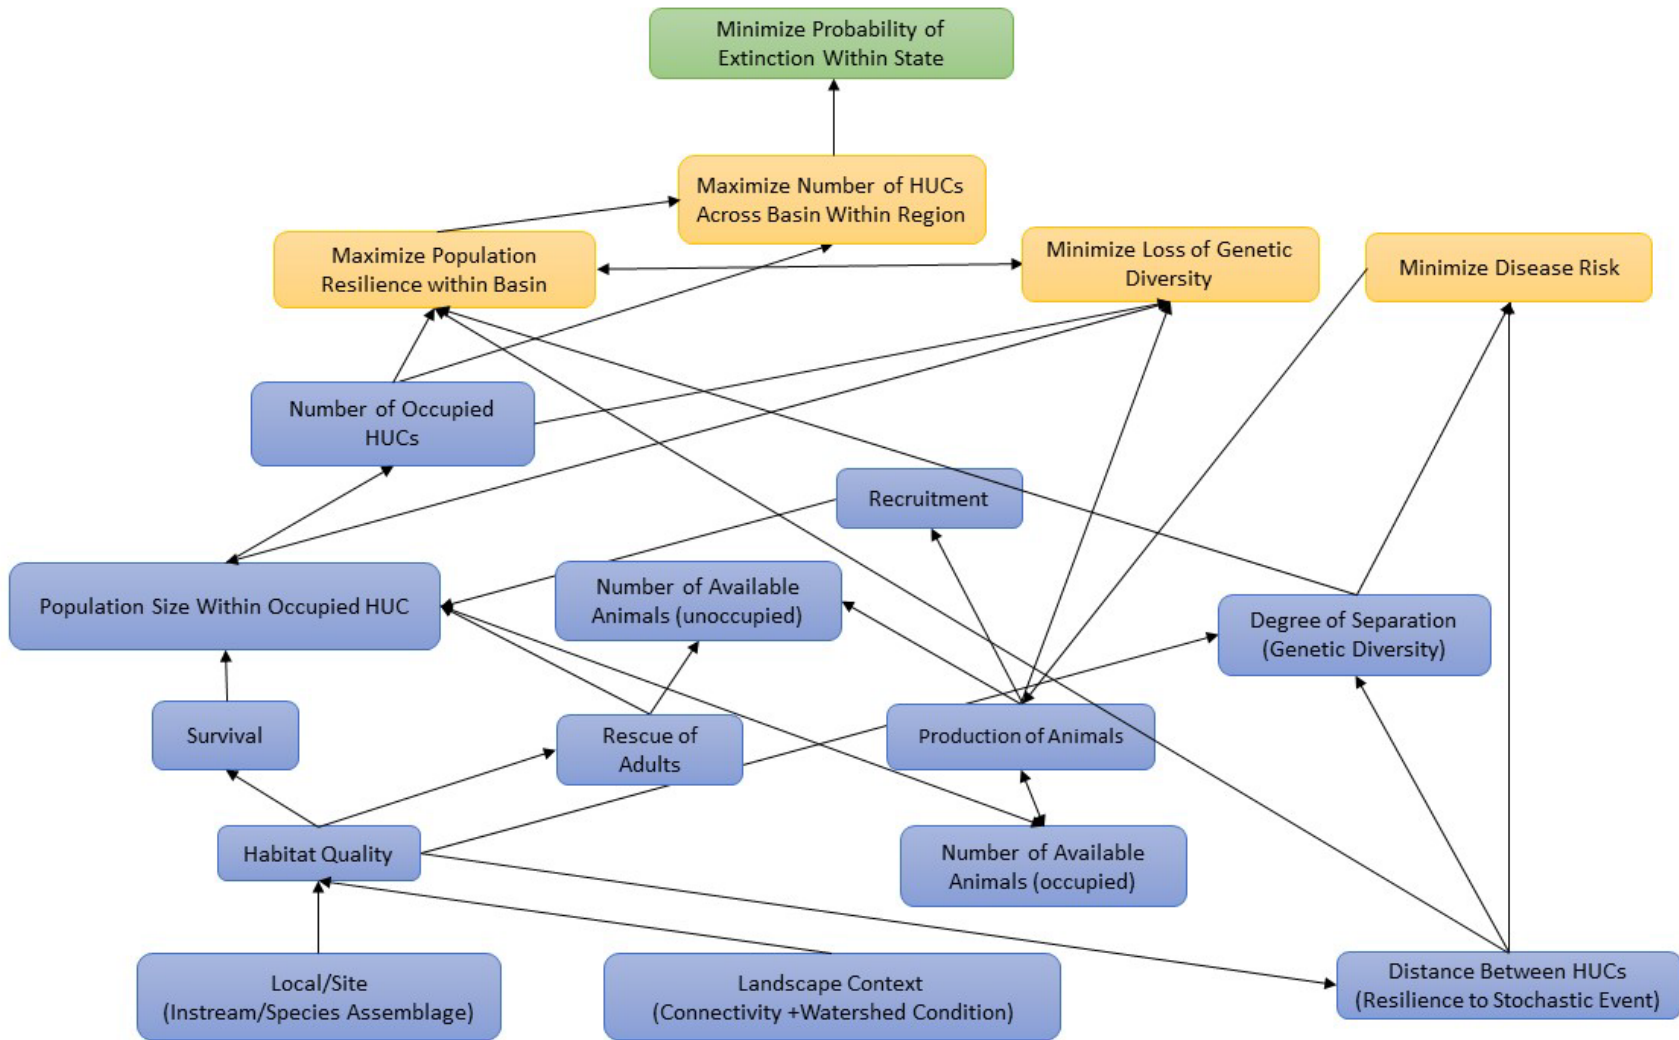 Minimize Probability of
Extinction Within State
Maximize Number of HUCs
Across Basin Within Region
Maximize Population
Resilience within Basin
Minimize Loss of Genetic
Diversity
Minimize Disease Risk
Number of Occupied
HUCs
Recruitment
Population Size Within Occupied HUC
Number of Available
Animals (unoccupied)
Degree of Separation
(Genetic Diversity)
Survival
Rescue of
Adults
Production of Animals
Habitat Quality
Number of Available
Animals (occupied)
Local/Site
(Instream/Species Assemblage)
Landscape Context
(Connectivity +Watershed Condition)
Distance Between HUCs
(Resilience to Stochastic Event)